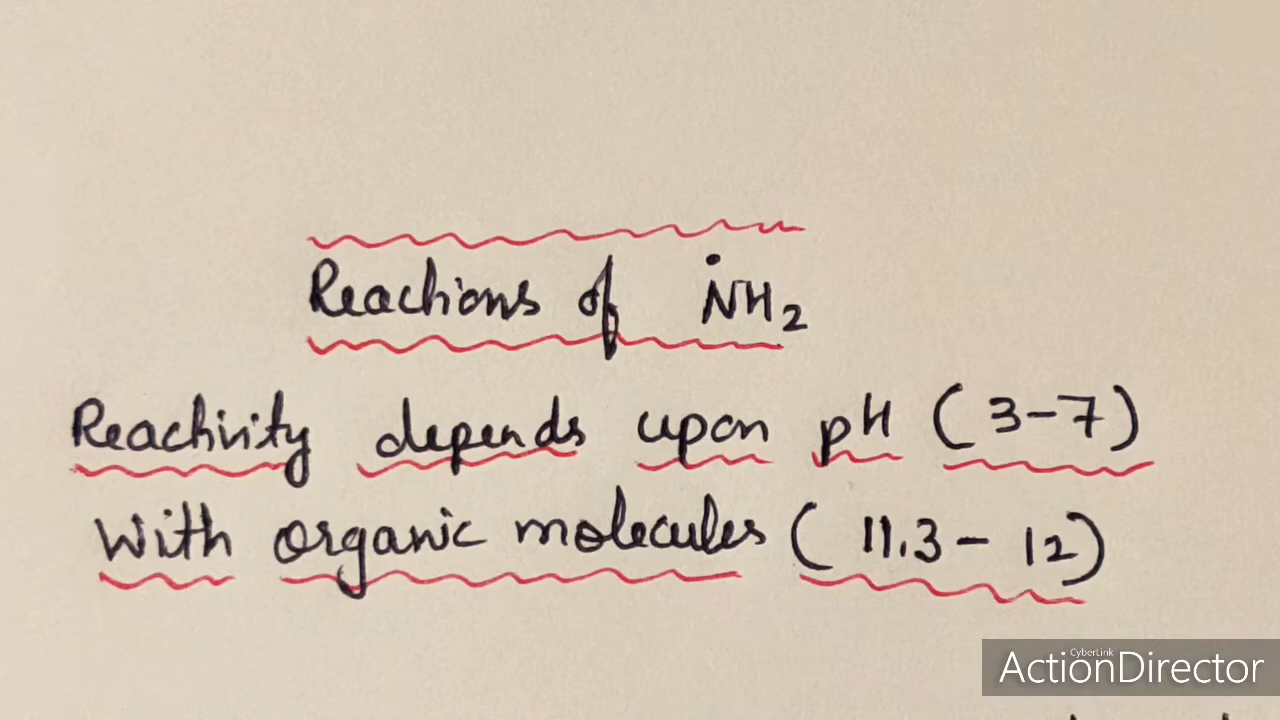 Reactions of ṄH₂
Reactivity depends upon pH (3-7)
With organic molecules (11.3 - 12)
CyberLink
ActionDirector